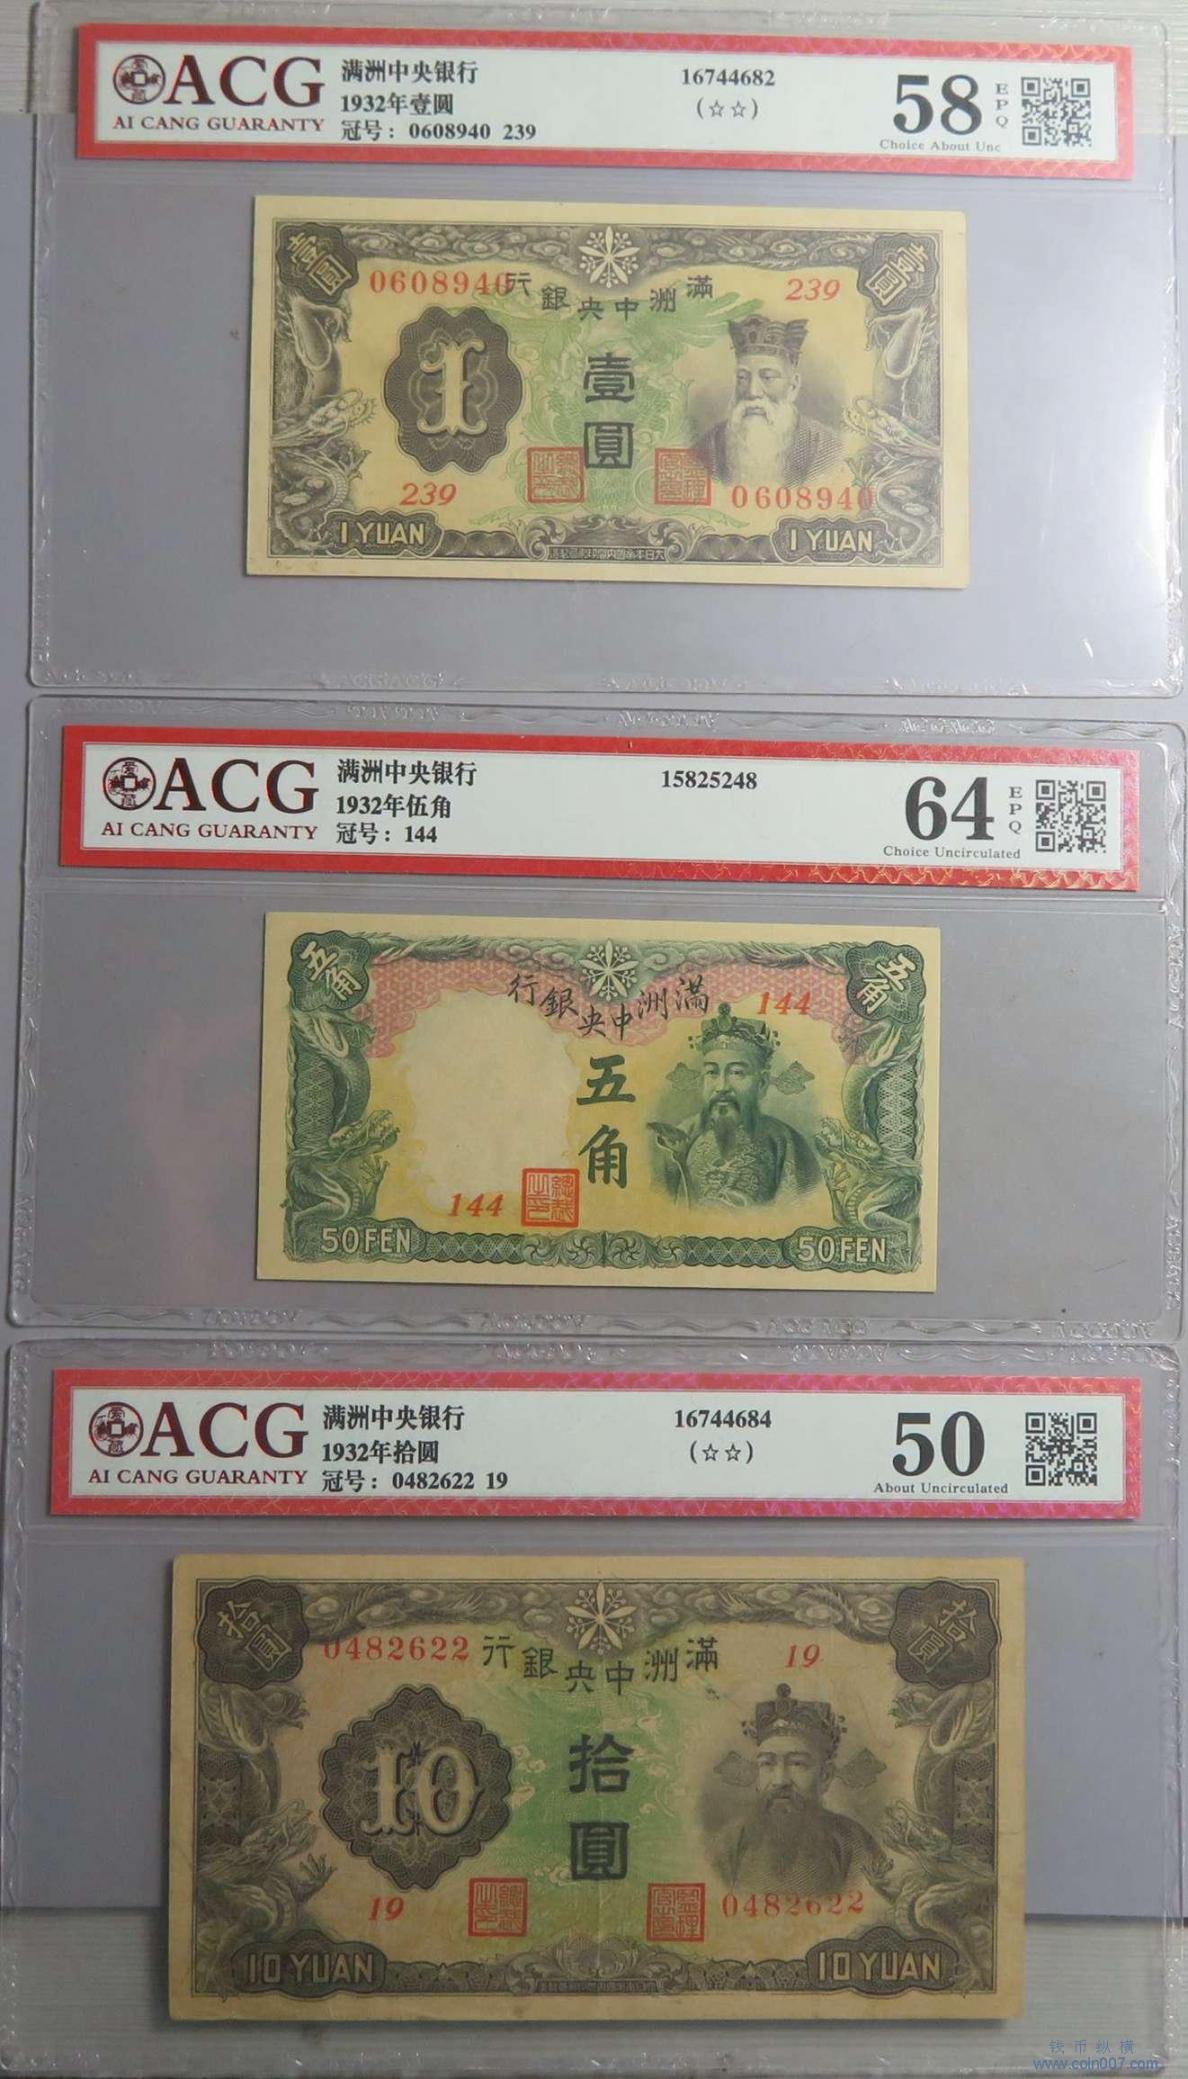 ACG
AI CANG GUARANTY
满洲中央银行
1932年壹圆
冠号: 0608940 239
16744682
(☆☆)
58
EPQ
Choice About Unc
壹圓
壹圓
0608940
行銀央中洲滿
239
1
壹
圓
239
0608940
1 YUAN
1 YUAN
ACG
AI CANG GUARANTY
满洲中央银行
1932年伍角
冠号: 144
15825248
64
EPQ
Choice Uncirculated
五角
五角
行銀央中洲滿
144
五
角
144
50 FEN
50 FEN
ACG
AI CANG GUARANTY
满洲中央银行
1932年拾圆
冠号: 0482622 19
16744684
(☆☆)
50
About Uncirculated
拾圓
拾圓
0482622
行銀央中洲滿
19
10
拾
圓
19
0482622
10 YUAN
10 YUAN
钱币纵横
www.coin007.com